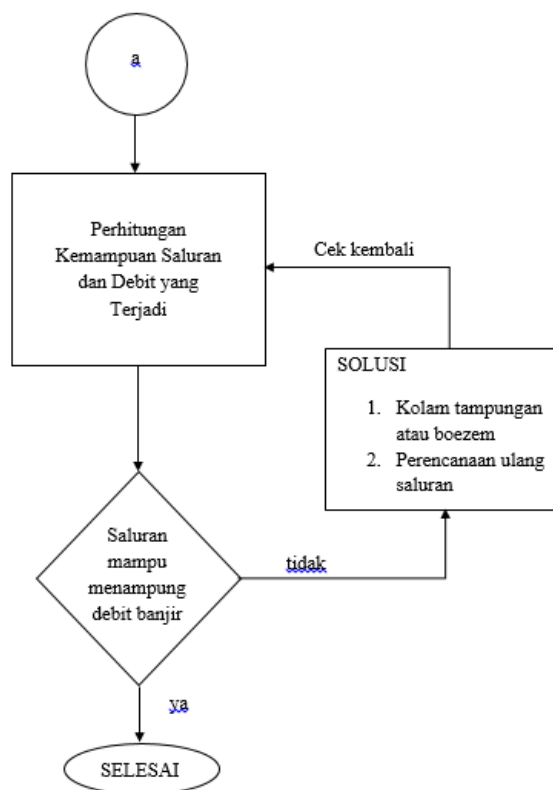 a
Perhitungan
Kemampuan Saluran
dan Debit yang
Terjadi
Cek kembali
SOLUSI
1. Kolam tampungan
atau boezem
2. Perencanaan ulang
saluran
Saluran
mampu
menampung
debit banjir
tidak
ya
SELESAI